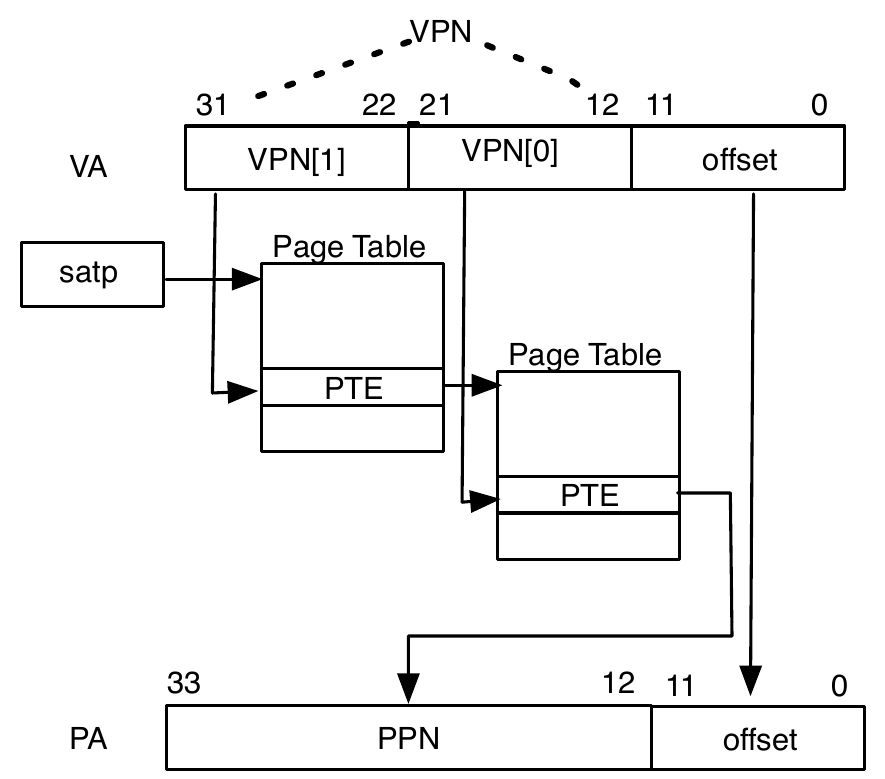 VPN
31 22 21 12 11 0
VA VPN[1] VPN[0] offset
satp
Page Table
PTE
Page Table
PTE
33 12 11 0
PA PPN offset